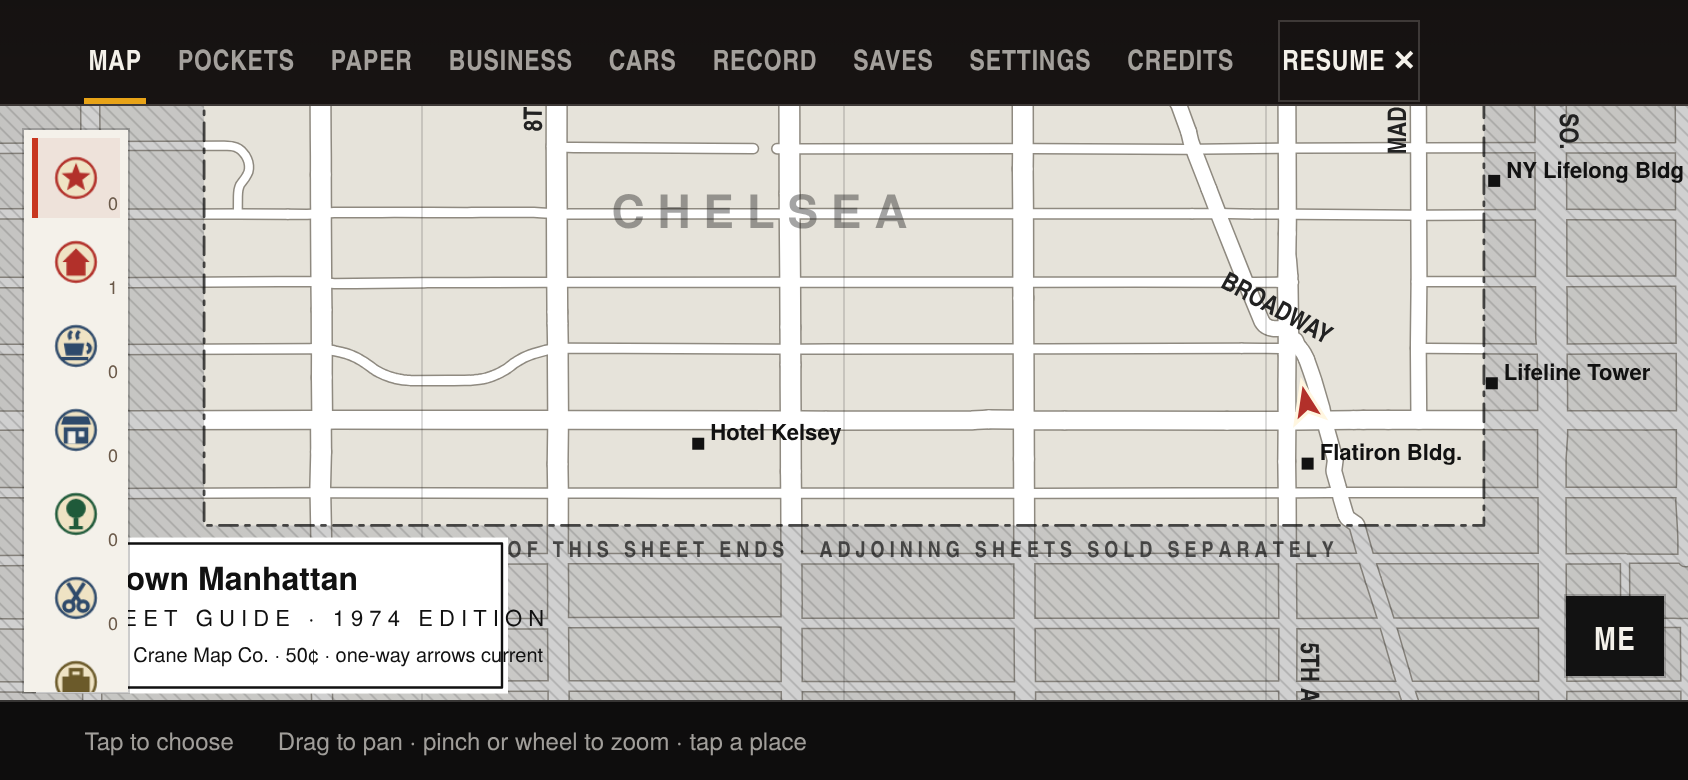 MAP POCKETS PAPER BUSINESS CARS RECORD SAVES SETTINGS CREDITS RESUME ✕
8T
MAD
SO.
NY Lifelong Bldg
0
CHELSEA
1
BROADWAY
0
Lifeline Tower
Hotel Kelsey
0
Flatiron Bldg.
0
OF THIS SHEET ENDS · ADJOINING SHEETS SOLD SEPARATELY
own Manhattan
EET GUIDE · 1974 EDITION
0
Crane Map Co. · 50¢ · one-way arrows current
5TH A
ME
Tap to choose Drag to pan · pinch or wheel to zoom · tap a place